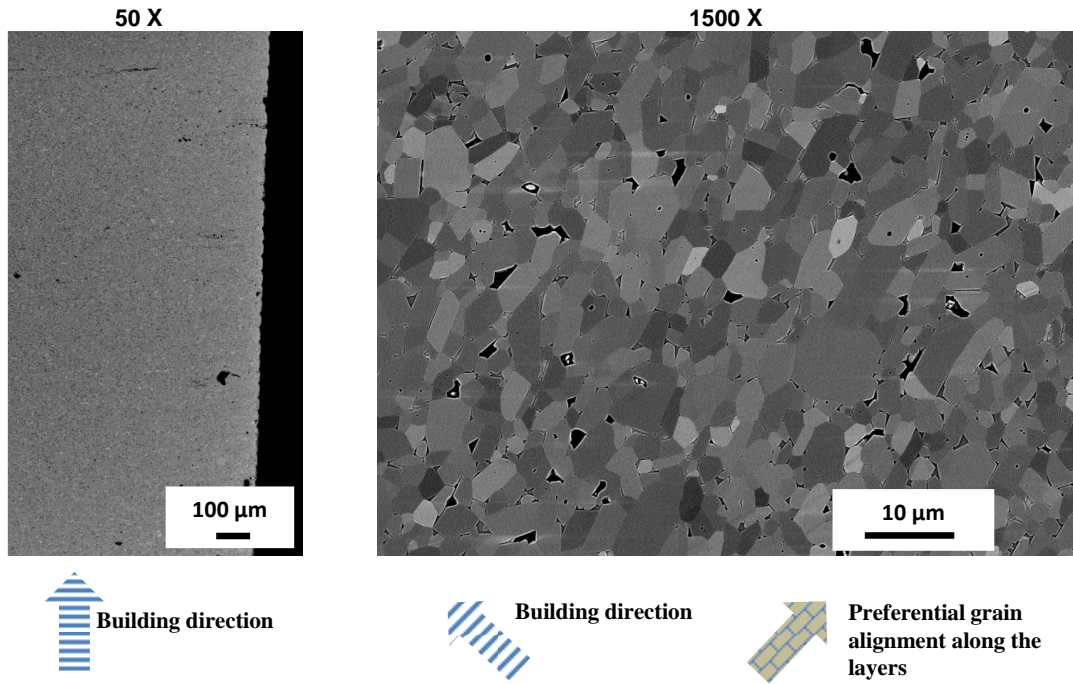 50 X
1500 X
100 µm
10 µm
Building direction
Building direction
Preferential grain
alignment along the
layers